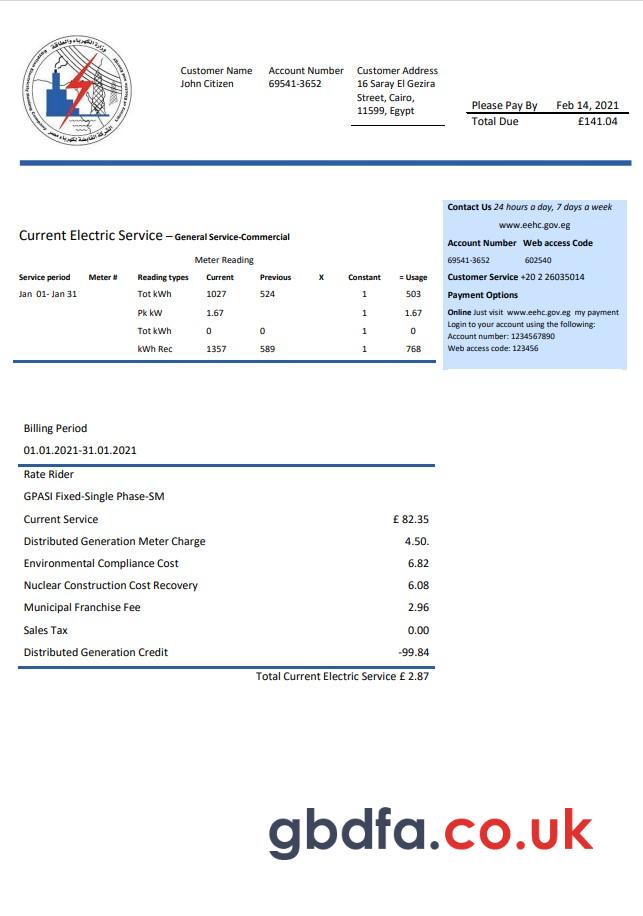 وزارة الكهرباء والطاقة
الشركة القابضة لكهرباء مصر
Customer Name Account Number Customer Address
John Citizen 69541-3652 16 Saray El Gezira
Street, Cairo,
11599, Egypt
Please Pay By Feb 14, 2021
Total Due £141.04
Contact Us 24 hours a day, 7 days a week
www.eehc.gov.eg
Account Number Web access Code
69541-3652 602540
Customer Service +20 2 26035014
Payment Options
Online Just visit www.eehc.gov.eg my payment
Login to your account using the following:
Account number: 1234567890
Web access code: 123456
Current Electric Service – General Service-Commercial
Meter Reading
Service period Meter # Reading types Current Previous X Constant = Usage
Jan 01- Jan 31 Tot kWh 1027 524 1 503
Pk kW 1.67 1 1.67
Tot kWh 0 0 1 0
kWh Rec 1357 589 1 768
Billing Period
01.01.2021-31.01.2021
Rate Rider
GPASI Fixed-Single Phase-SM
Current Service £ 82.35
Distributed Generation Meter Charge 4.50.
Environmental Compliance Cost 6.82
Nuclear Construction Cost Recovery 6.08
Municipal Franchise Fee 2.96
Sales Tax 0.00
Distributed Generation Credit -99.84
Total Current Electric Service £ 2.87
gbdfa.co.uk